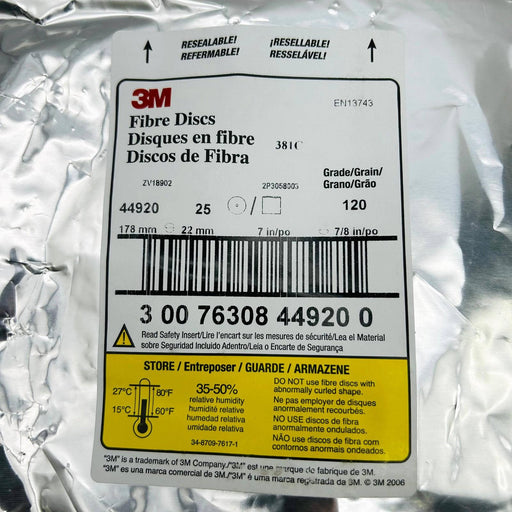 RESEALABLE!
REFERMABLE!
¡RESELLABLE!
RESSELÁVEL!
3M
EN13743
Fibre Discs
Disques en fibre
Discos de Fibra
381C
Grade/Grain/
Grano/Grão
ZV18902
2P305800S
44920 25 / 120
178 mm 22 mm 7 in/po 7/8 in/po
3 00 76308 44920 0
Read Safety Insert/Lire l'encart sur les mesures de sécurité/Lea el Material
sobre Seguridad Incluido Adentro/Leia o Encarte de Segurança
STORE / Entreposer / GUARDE / ARMAZENE
27°C 80°F
15°C 60°F
35-50%
relative humidity
humidité relative
humedad relativa
umidade relativa
34-8709-7617-1
DO NOT use fibre discs with
abnormally curled shape.
Ne pas employer de disques
anormalement recourbés.
NO USE discos de fibra
anormalmente ondulados.
NÃO use discos de fibra com
contornos anormais ondeados.
"3M" is a trademark of 3M Company./"3M" est une marque de fabrique de 3M.
"3M" es una marca comercial de 3M./"3M" é uma marca registrada da 3M. © 3M 2006